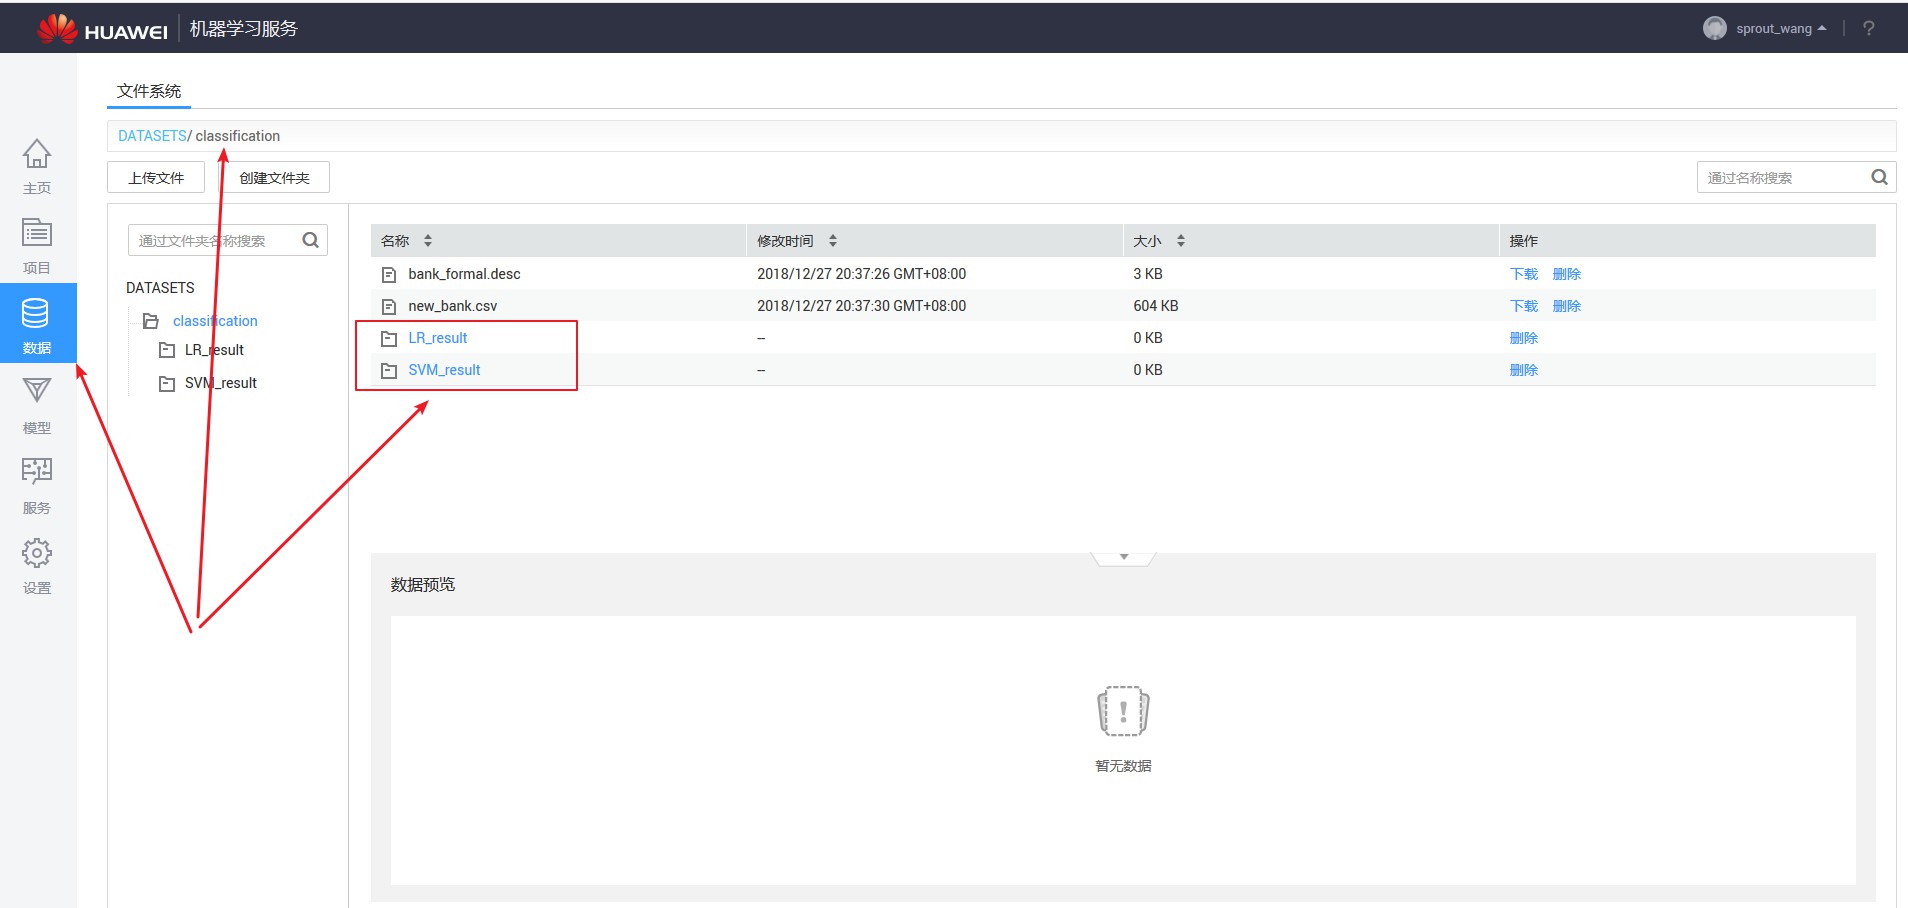 HUAWEI 机器学习服务 sprout_wang ?
文件系统
DATASETS/ classification
上传文件 创建文件夹 通过名称搜索
主页
项目
数据
模型
服务
设置
通过文件夹名称搜索
DATASETS
classification
LR_result
SVM_result
名称 修改时间 大小 操作
bank_formal.desc 2018/12/27 20:37:26 GMT+08:00 3 KB 下载 删除
new_bank.csv 2018/12/27 20:37:30 GMT+08:00 604 KB 下载 删除
LR_result -- 0 KB 删除
SVM_result -- 0 KB 删除
数据预览
暂无数据